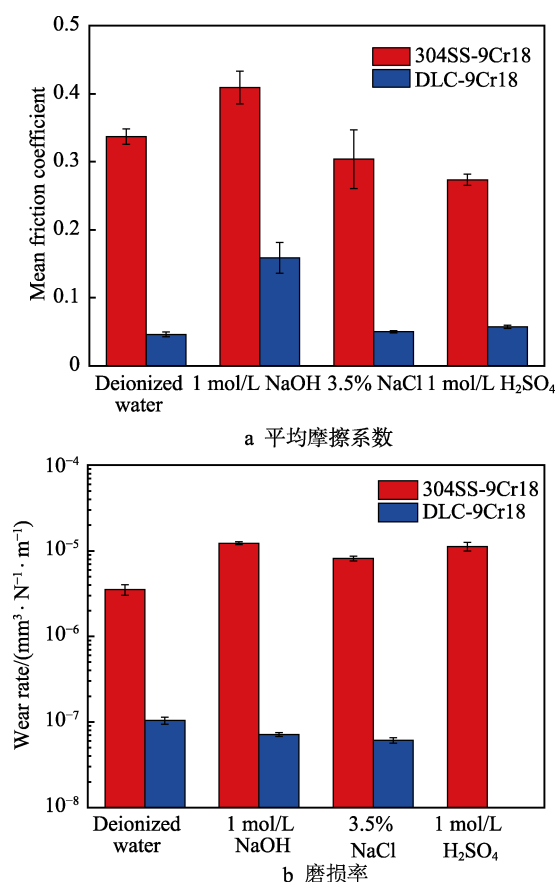 0.5
0.4
0.3
0.2
0.1
0
Mean friction coefficient
304SS-9Cr18
DLC-9Cr18
Deionized
water
1 mol/L NaOH
3.5% NaCl
1 mol/L H₂SO₄
a 平均摩擦系数
10⁻⁴
10⁻⁵
10⁻⁶
10⁻⁷
10⁻⁸
Wear rate/(mm³·N⁻¹·m⁻¹)
304SS-9Cr18
DLC-9Cr18
Deionized
water
1 mol/L
NaOH
3.5%
NaCl
1 mol/L
H₂SO₄
b 磨损率